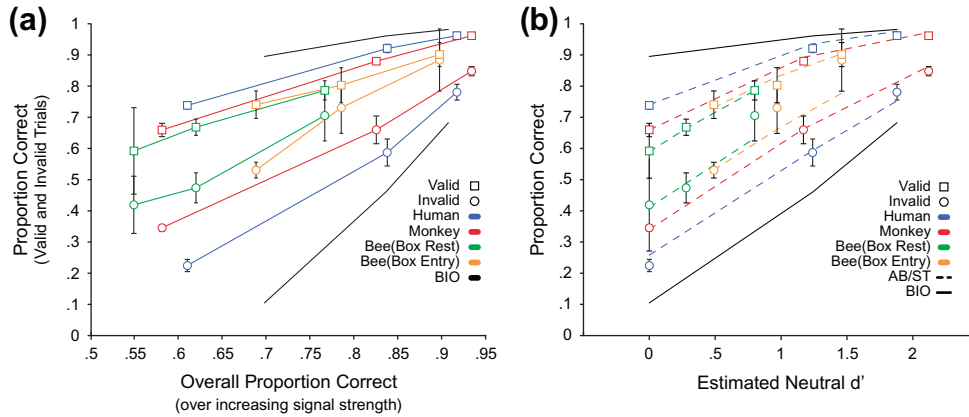 (a)
Proportion Correct
(Valid and Invalid Trials)
1
.9
.8
.7
.6
.5
.4
.3
.2
.1
0
.5
.55
.6
.65
.7
.75
.8
.85
.9
.95
Overall Proportion Correct
(over increasing signal strength)
Valid
Invalid
Human
Monkey
Bee(Box Rest)
Bee(Box Entry)
BIO
(b)
Proportion Correct
1
.9
.8
.7
.6
.5
.4
.3
.2
.1
0
0
.5
1
1.5
2
Estimated Neutral d’
Valid
Invalid
Human
Monkey
Bee(Box Rest)
Bee(Box Entry)
AB/ST
BIO